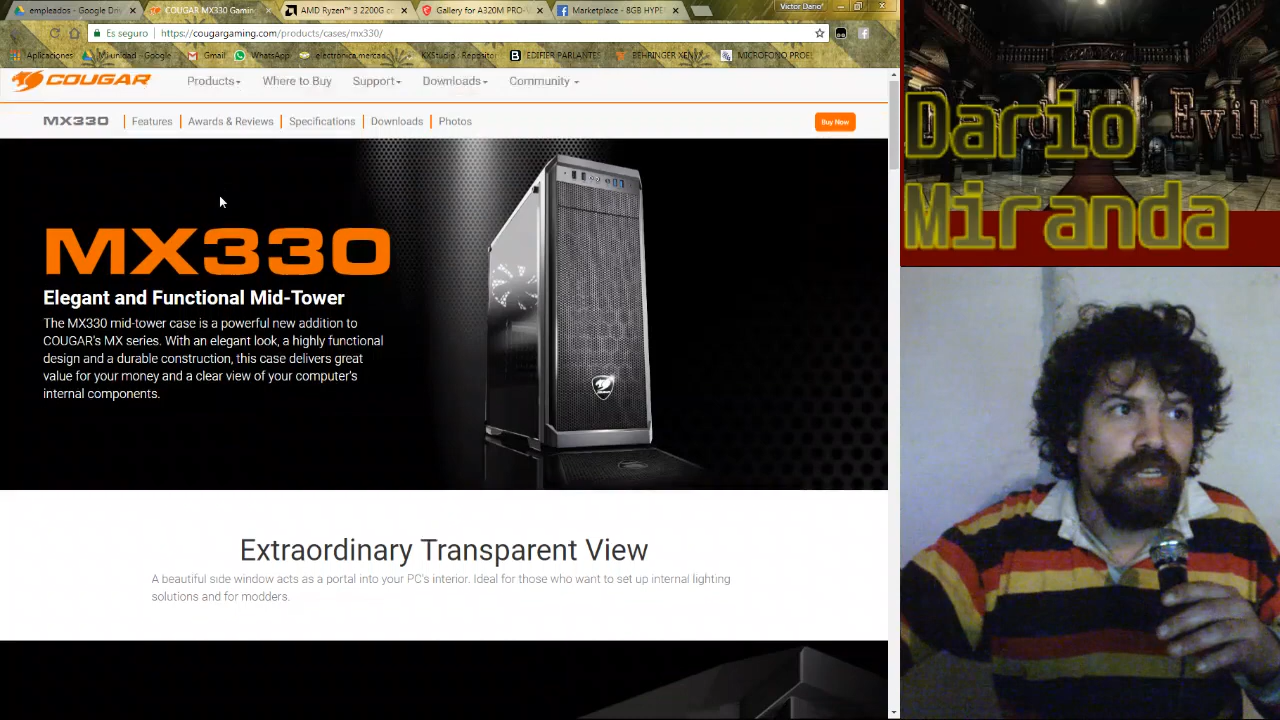 empleados - Google Driv
COUGAR MX330 Gamin
AMD Ryzen™ 3 2200G c
Gallery for A320M PRO-V
Marketplace - 8GB HYPE
Victor Dario
Es seguro
https://cougargaming.com/products/cases/mx330/
Aplicaciones
Mi unidad - Google
Gmail
WhatsApp
electronica.mercad
KXStudio : Reposito
EDIFIER PARLANTES
BEHRINGER XENYX
MICROFONO PROF
COUGAR
Products
Where to Buy
Support
Downloads
Community
MX330
Features
Awards & Reviews
Specifications
Downloads
Photos
Buy Now
MX330
Elegant and Functional Mid-Tower
The MX330 mid-tower case is a powerful new addition to
COUGAR's MX series. With an elegant look, a highly functional
design and a durable construction, this case delivers great
value for your money and a clear view of your computer's
internal components.
Extraordinary Transparent View
A beautiful side window acts as a portal into your PC's interior. Ideal for those who want to set up internal lighting
solutions and for modders.
Dario
Evil
Miranda